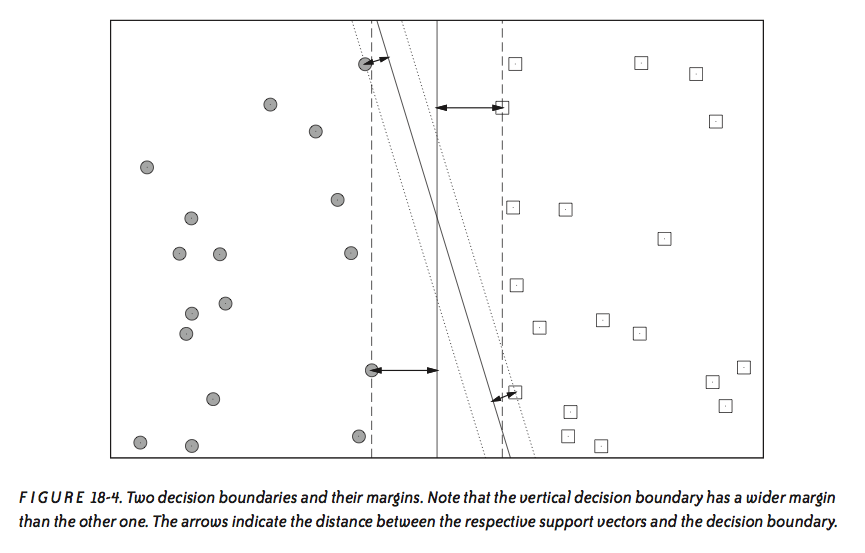 FIGURE 18-4. Two decision boundaries and their margins. Note that the vertical decision boundary has a wider margin
than the other one. The arrows indicate the distance between the respective support vectors and the decision boundary.